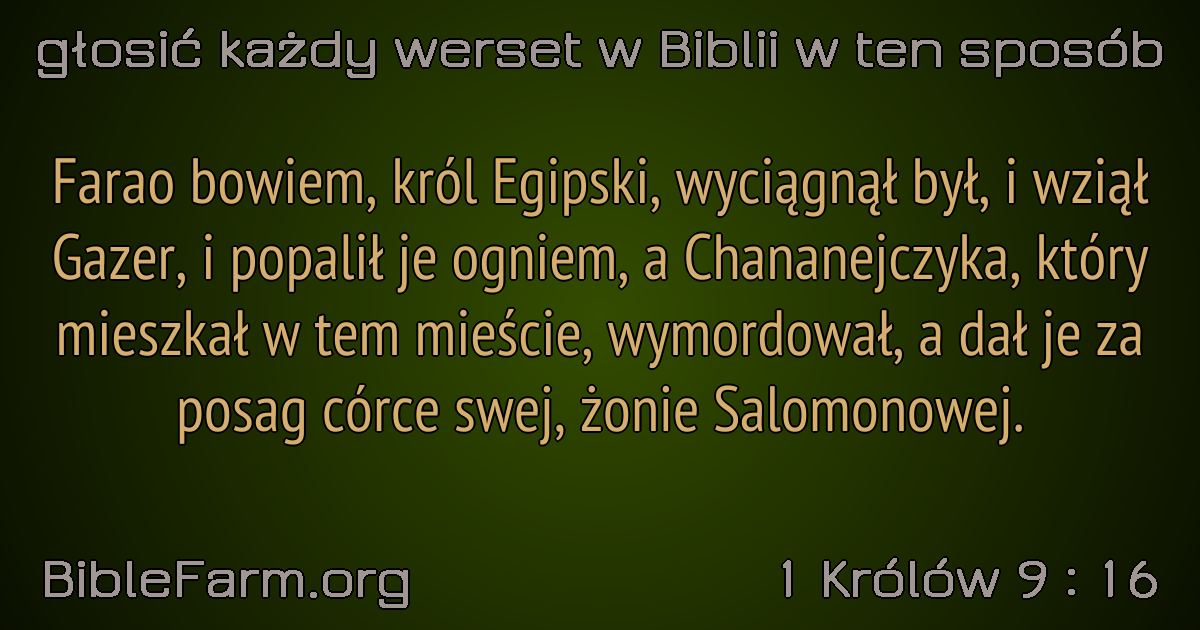 głosić każdy werset w Biblii w ten sposób
Farao bowiem, król Egipski, wyciągnął był, i wziął
Gazer, i popalił je ogniem, a Chananejczyka, który
mieszkał w tem mieście, wymordował, a dał je za
posag córce swej, żonie Salomonowej.
BibleFarm.org
1 Królów 9 : 16